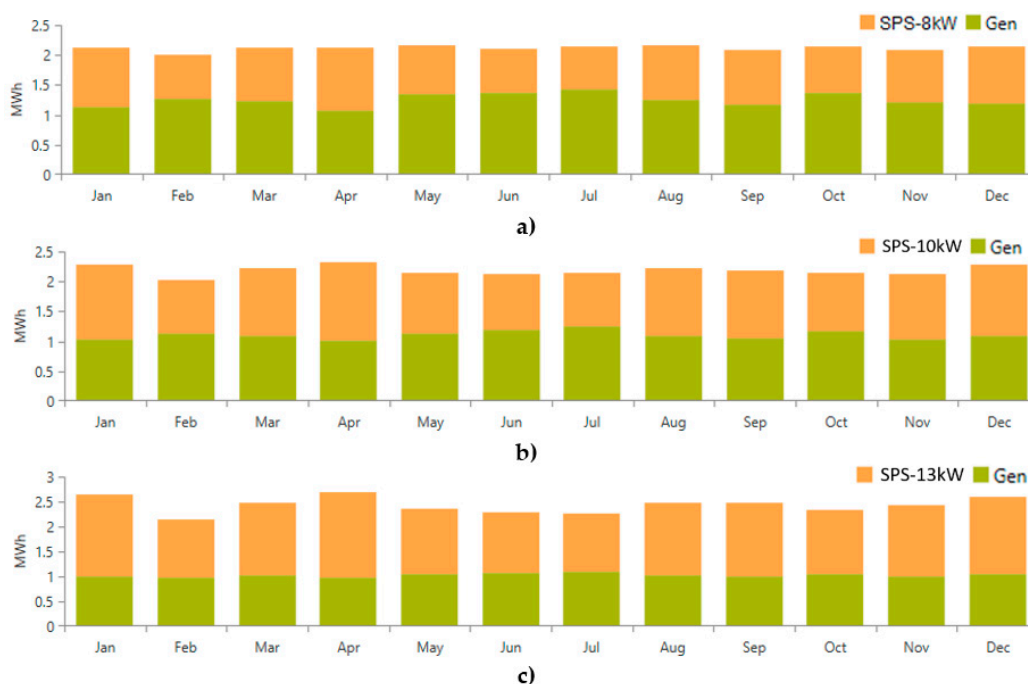 SPS-8kW Gen
2.5
2
1.5
1
0.5
0
MWh
Jan Feb Mar Apr May Jun Jul Aug Sep Oct Nov Dec
a)
SPS-10kW Gen
2.5
2
1.5
1
0.5
0
MWh
Jan Feb Mar Apr May Jun Jul Aug Sep Oct Nov Dec
b)
SPS-13kW Gen
3
2.5
2
1.5
1
0.5
0
MWh
Jan Feb Mar Apr May Jun Jul Aug Sep Oct Nov Dec
c)